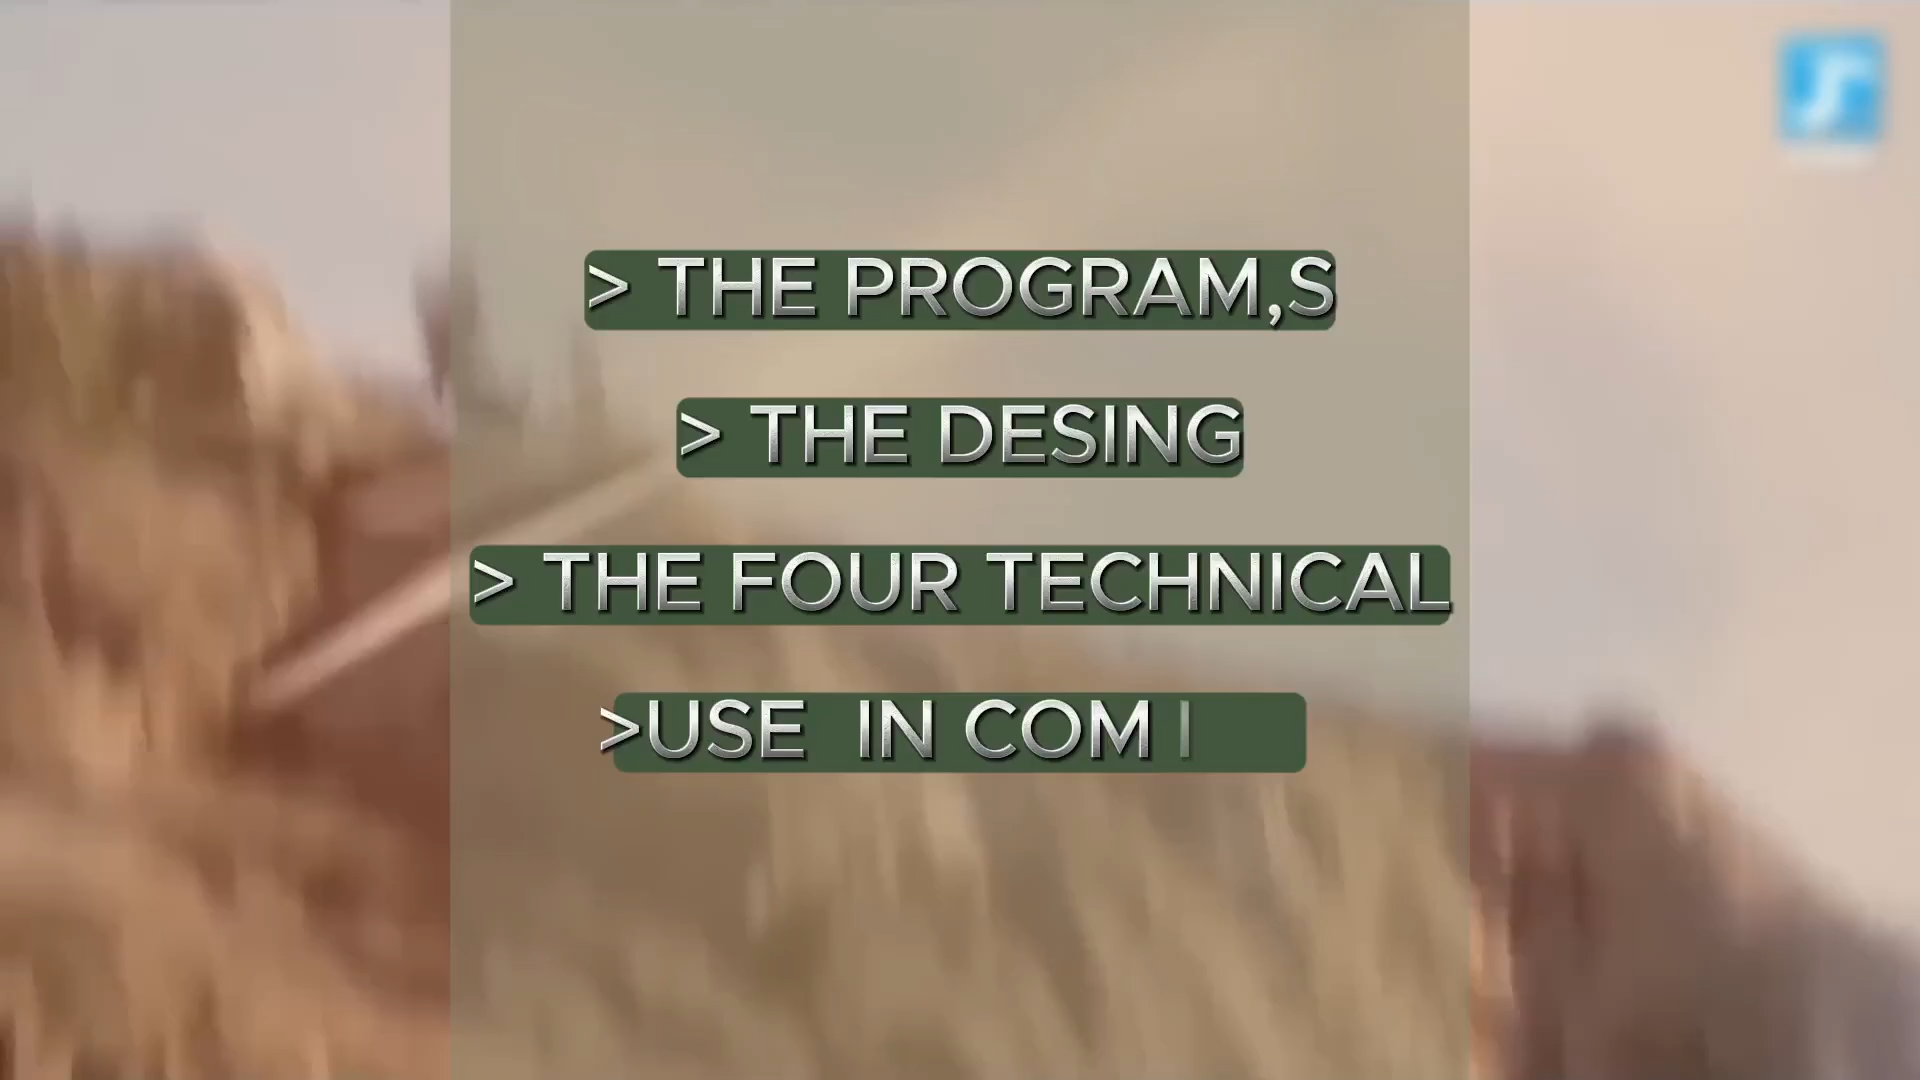 > THE PROGRAM,S
> THE DESING
> THE FOUR TECHNICAL
>USE IN COM